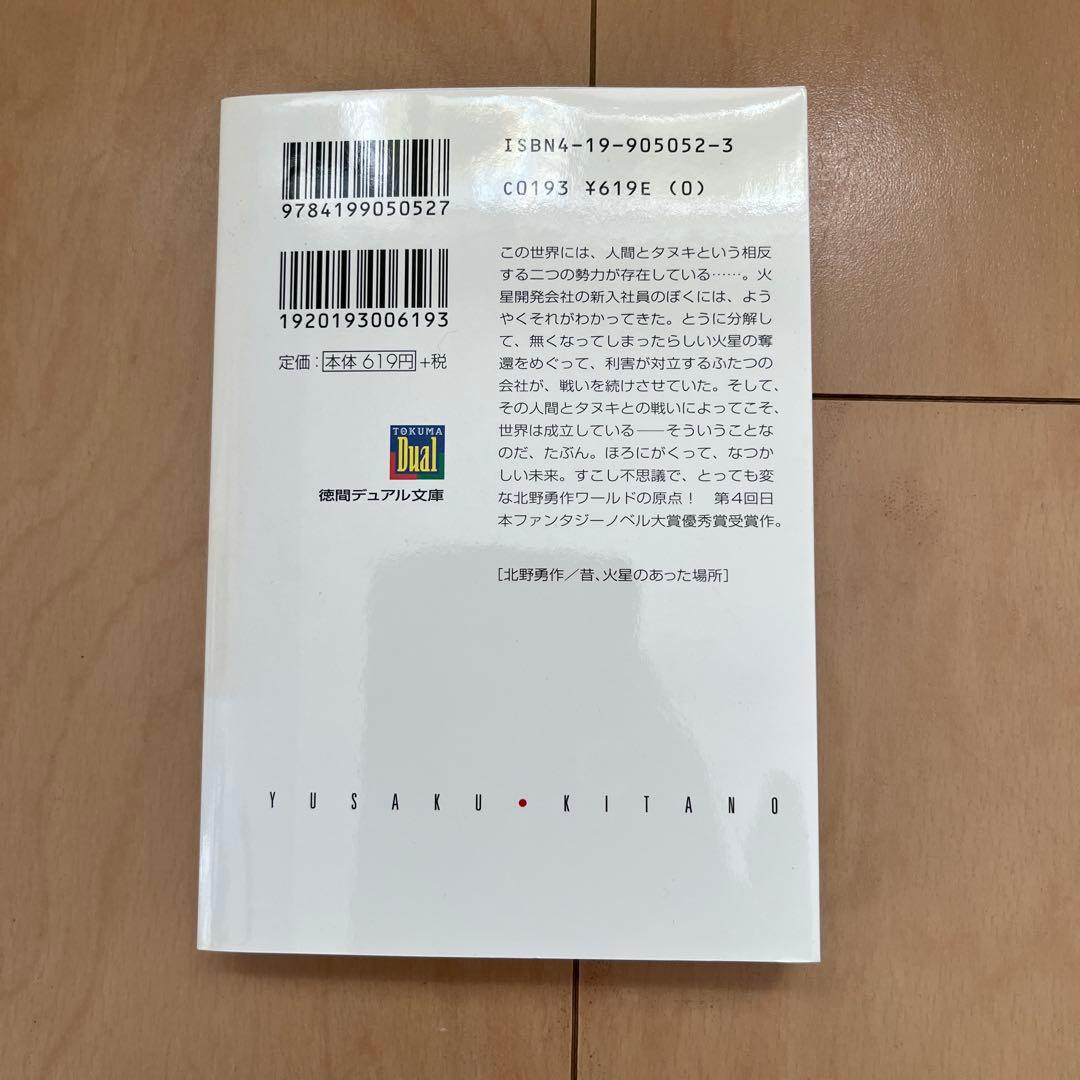 ISBN4-19-905052-3
C0193 ¥619E (0)
9784199050527
1920193006193
定価：本体 619円 +税
TOKUMA
Dual
徳間デュアル文庫
この世界には、人間とタヌキという相反
する二つの勢力が存在している……。火
星開発会社の新入社員のぼくには、よう
やくそれがわかってきた。とうに分解し
て、無くなってしまったらしい火星の奪
還をめぐって、利害が対立するふたつの
会社が、戦いを続けさせていた。そして、
その人間とタヌキとの戦いによってこそ、
世界は成立している――そういうことな
のだ、たぶん。ほろにがくって、なつか
しい未来。すこし不思議で、とっても変
な北野勇作ワールドの原点！　第4回日
本ファンタジーノベル大賞優秀賞受賞作。
［北野勇作／昔、火星のあった場所］
YUSAKU・KITANO